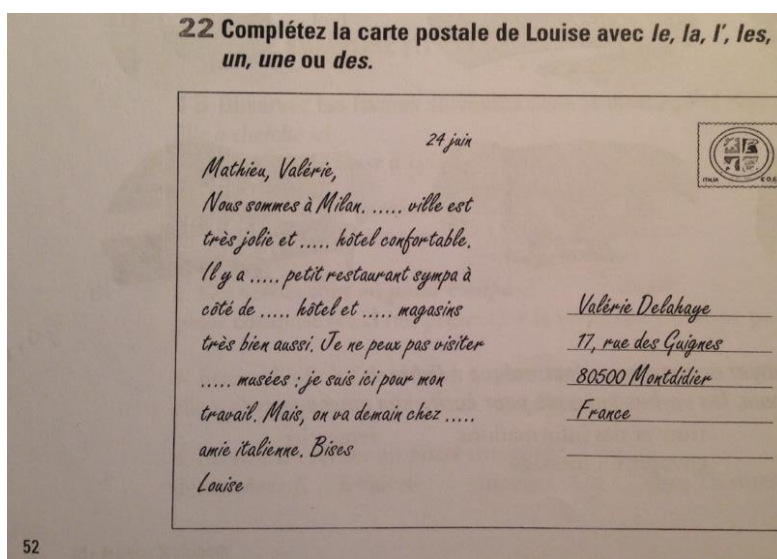 22 Complétez la carte postale de Louise avec le, la, l', les,
un, une ou des.
24 juin
Mathieu, Valérie,
Nous sommes à Milan. ..... ville est
très jolie et ..... hôtel confortable.
Il y a ..... petit restaurant sympa à
côté de ..... hôtel et ..... magasins
très bien aussi. Je ne peux pas visiter
..... musées : je suis ici pour mon
travail. Mais, on va demain chez .....
amie italienne. Bises
Louise
ITALIA
Valérie Delahaye
17, rue des Guignes
80500 Montdidier
France
52